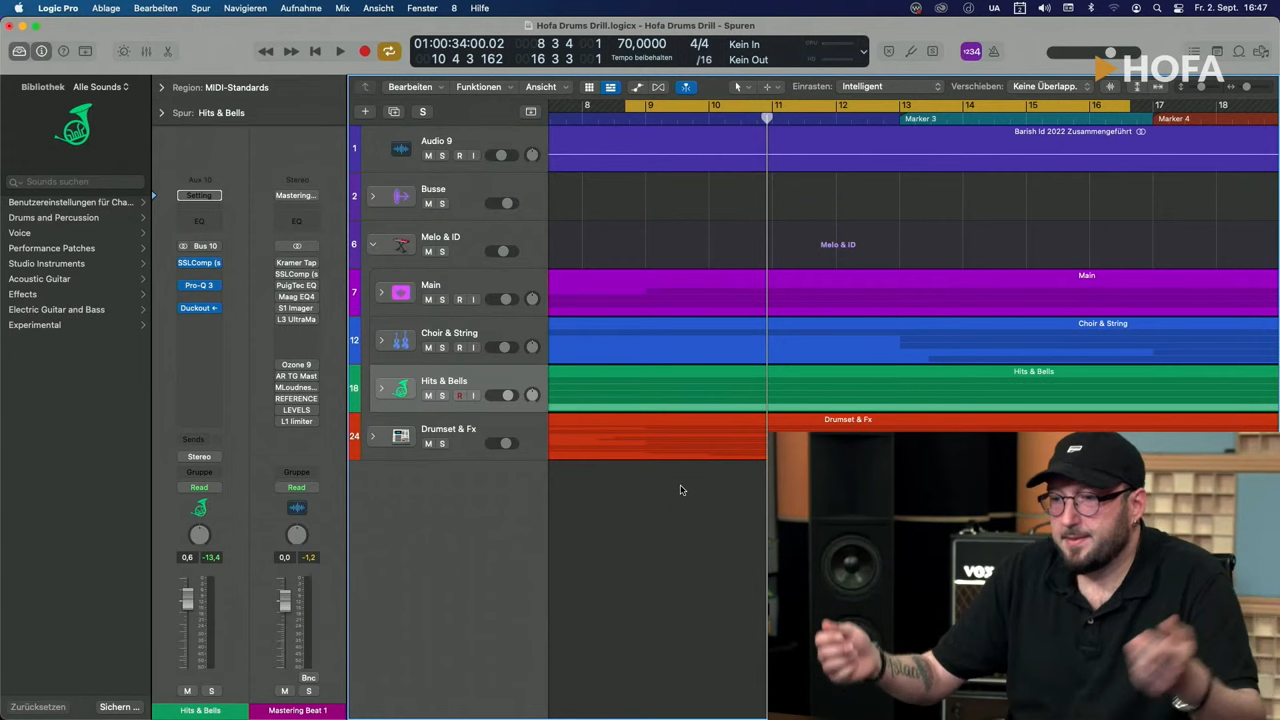 Logic Pro Ablage Bearbeiten Spur Navigieren Aufnahme Mix Ansicht Fenster 8 Hilfe Fr. 2. Sept. 16:47
Hofa Drums Drill.logicx - Hofa Drums Drill - Spuren
01:00:34:00.02 8 3 4 1 70,0000 4/4 Kein In
10 4 3 162 16 3 3 1 Tempo beibehalten /16 Kein Out
CPU
1234
HOFA
Bibliothek Alle Sounds
Region: MIDI-Standards
Bearbeiten Funktionen Ansicht Einrasten: Intelligent Verschieben: Keine Überlapp.
Spur: Hits & Bells
S
8 9 10 11 12 13 14 15 16 17 18
Marker 3 Marker 4
Sounds suchen
Benutzereinstellungen für Cha...
Drums and Percussion
Voice
Performance Patches
Studio Instruments
Acoustic Guitar
Effects
Electric Guitar and Bass
Experimental
Zurücksetzen Sichern ...
Aux 10
Setting
EQ
Bus 10
SSLComp (s
Pro-Q 3
Duckout
Sends
Stereo
Gruppe
Read
0,6 -13,4
M S
Hits & Bells
Stereo
Mastering...
EQ
Kramer Tap
SSLComp (s
PuigTec EQ
Maag EQ4
S1 Imager
L3 UltraMa
Ozone 9
AR TG Mast
MLoudnes...
REFERENCE
LEVELS
L1 limiter
Gruppe
Read
0,0 -1,2
Bnc
M S
Mastering Beat 1
1 Audio 9
M S R I
Barish Id 2022 Zusammengeführt
2 Busse
M S
6 Melo & ID
M S
Melo & ID
7 Main
M S R I
Main
12 Choir & String
M S R I
Choir & String
18 Hits & Bells
M S R I
Hits & Bells
24 Drumset & Fx
M S
Drumset & Fx
VOX